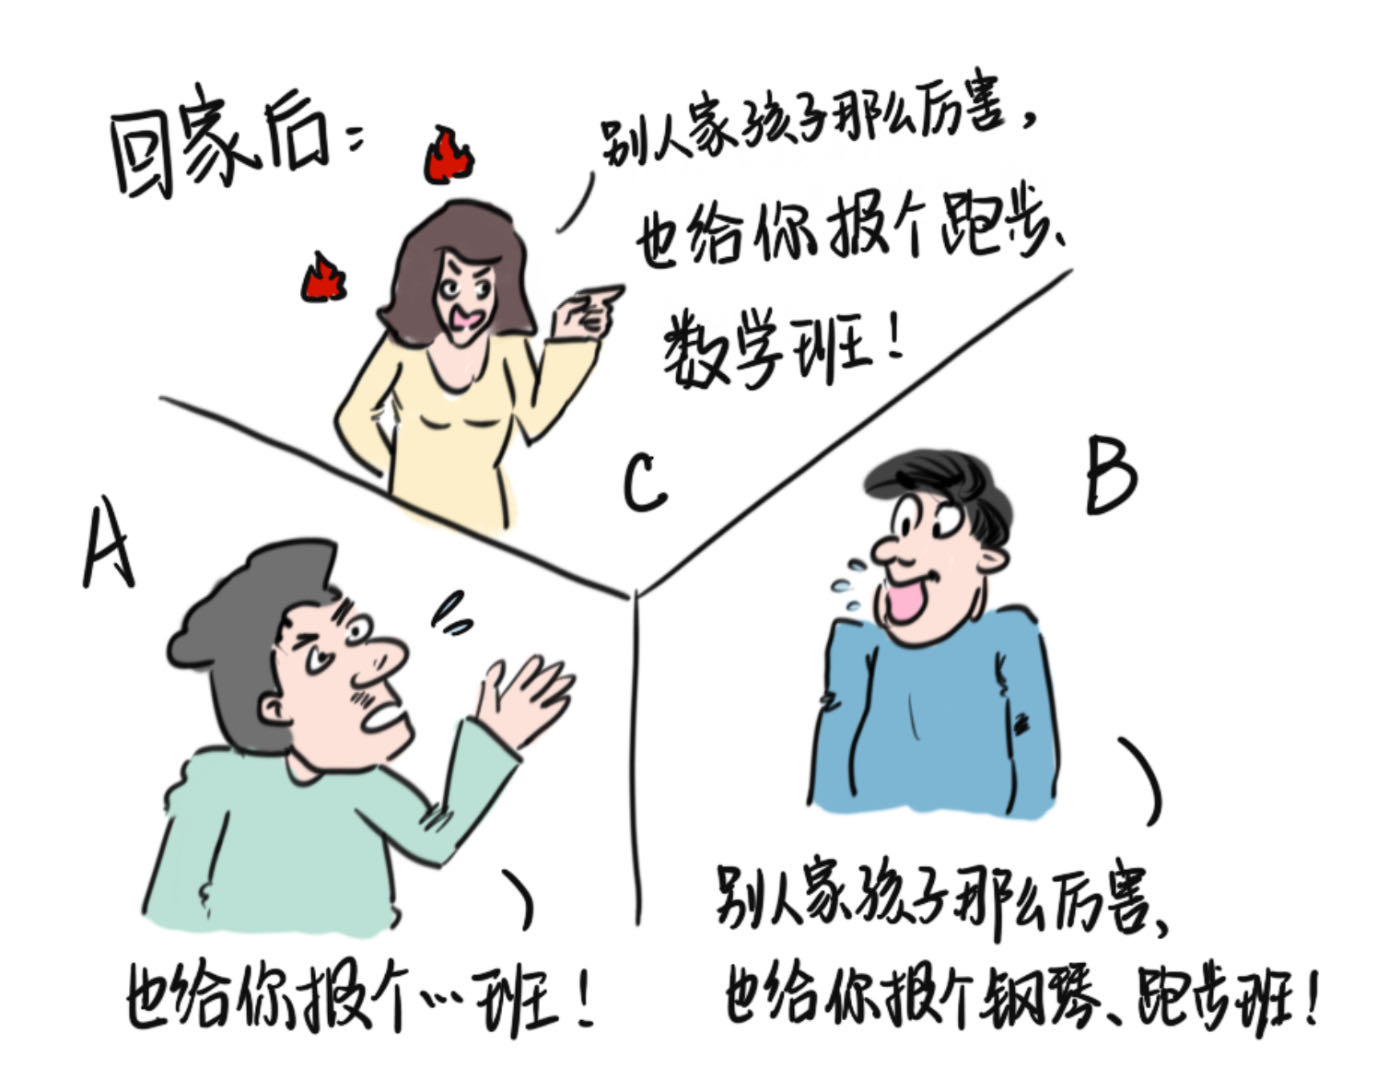 回家后：
别人家孩子那么厉害，
也给你报个跑步、
数学班！
C
B
A
别人家孩子那么厉害、
也给你报个钢琴、跑步班！
也给你报个…班！